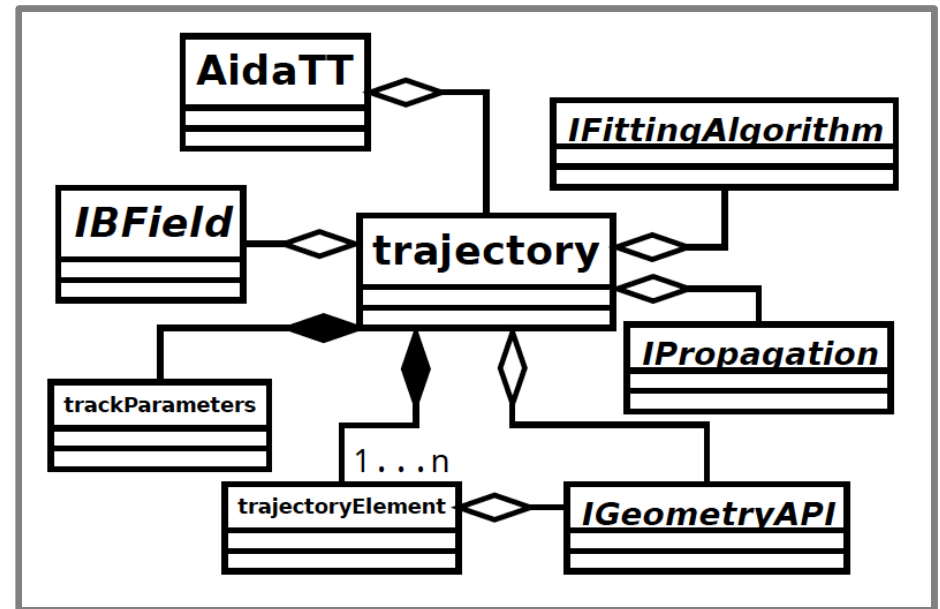 AidaTT
IFittingAlgorithm
IBField
trajectory
IPropagation
trackParameters
1...n
trajectoryElement
IGeometryAPI